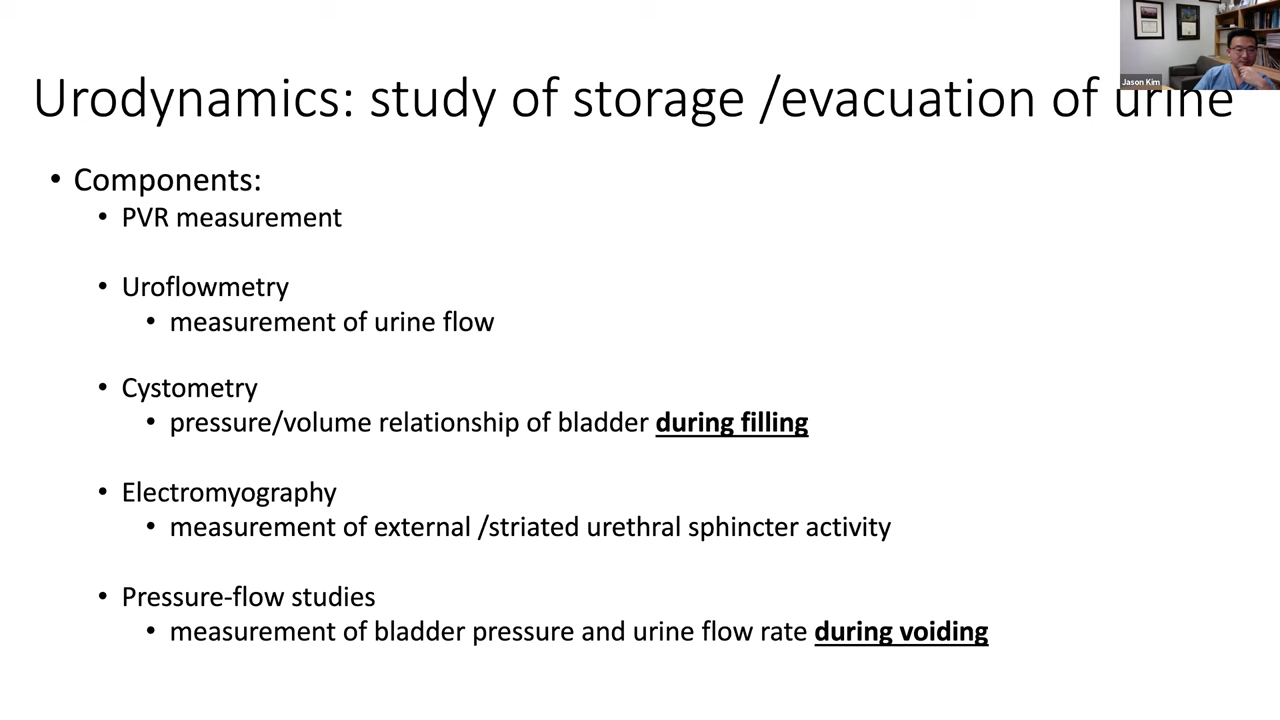 Jason Kim
Urodynamics: study of storage /evacuation of urine
• Components:
• PVR measurement
• Uroflowmetry
• measurement of urine flow
• Cystometry
• pressure/volume relationship of bladder during filling
• Electromyography
• measurement of external /striated urethral sphincter activity
• Pressure-flow studies
• measurement of bladder pressure and urine flow rate during voiding